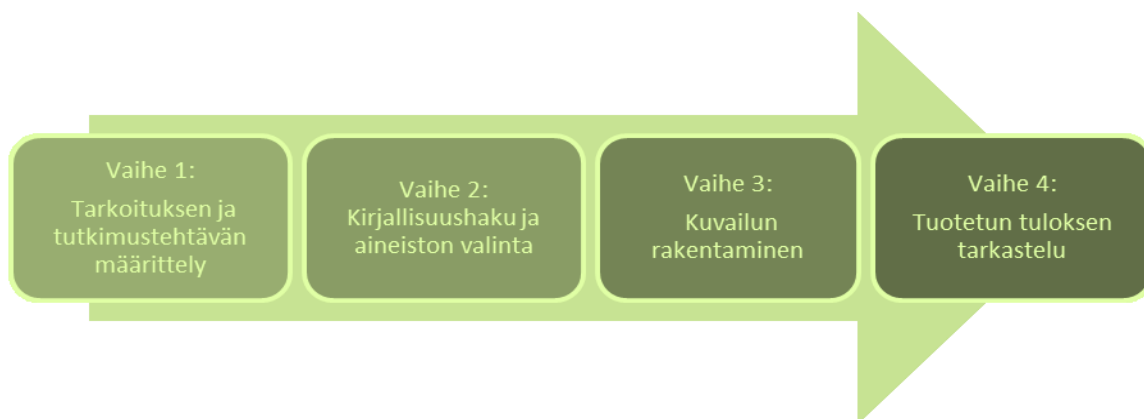 Vaihe 1:
Tarkoituksen ja
tutkimustehtävän
määrittely
Vaihe 2:
Kirjallisuushaku ja
aineiston valinta
Vaihe 3:
Kuvailun
rakentaminen
Vaihe 4:
Tuotetun tuloksen
tarkastelu